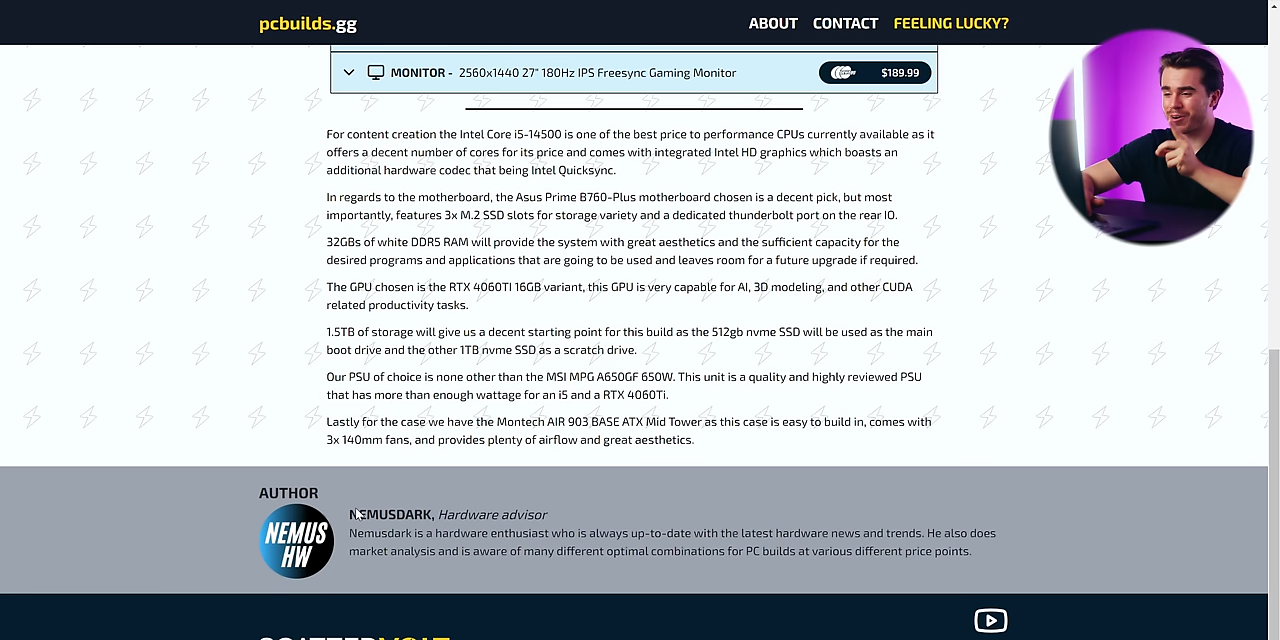 pcbuilds.gg
ABOUT CONTACT FEELING LUCKY?
MONITOR - 2560x1440 27" 180Hz IPS Freesync Gaming Monitor $189.99
For content creation the Intel Core i5-14500 is one of the best price to performance CPUs currently available as it
offers a decent number of cores for its price and comes with integrated Intel HD graphics which boasts an
additional hardware codec that being Intel Quicksync.
In regards to the motherboard, the Asus Prime B760-Plus motherboard chosen is a decent pick, but most
importantly, features 3x M.2 SSD slots for storage variety and a dedicated thunderbolt port on the rear IO.
32GBs of white DDR5 RAM will provide the system with great aesthetics and the sufficient capacity for the
desired programs and applications that are going to be used and leaves room for a future upgrade if required.
The GPU chosen is the RTX 4060TI 16GB variant, this GPU is very capable for AI, 3D modeling, and other CUDA
related productivity tasks.
1.5TB of storage will give us a decent starting point for this build as the 512gb nvme SSD will be used as the main
boot drive and the other 1TB nvme SSD as a scratch drive.
Our PSU of choice is none other than the MSI MPG A650GF 650W. This unit is a quality and highly reviewed PSU
that has more than enough wattage for an i5 and a RTX 4060Ti.
Lastly for the case we have the Montech AIR 903 BASE ATX Mid Tower as this case is easy to build in, comes with
3x 140mm fans, and provides plenty of airflow and great aesthetics.
AUTHOR
NEMUS
HW
NEMUSDARK, Hardware advisor
Nemusdark is a hardware enthusiast who is always up-to-date with the latest hardware news and trends. He also does
market analysis and is aware of many different optimal combinations for PC builds at various different price points.